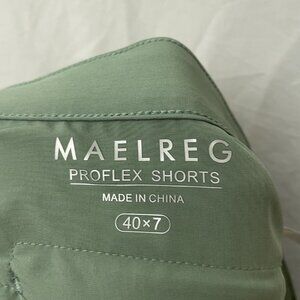 MAELREG
PROFLEX SHORTS
MADE IN CHINA
40×7